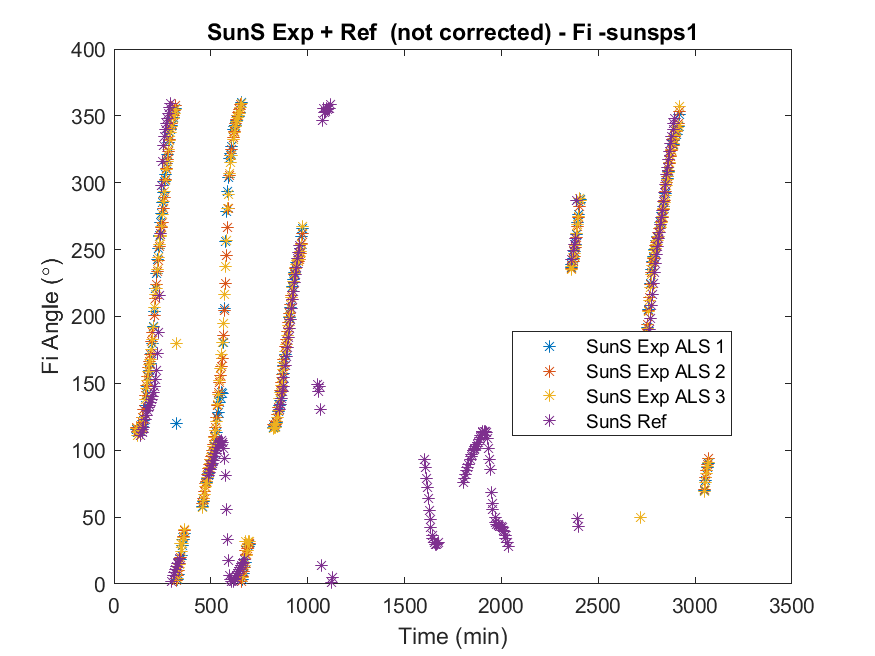 SunS Exp + Ref  (not corrected) - Fi -sunsps1
400
350
300
250
200
150
100
50
0
Fi Angle (°)
SunS Exp ALS 1
SunS Exp ALS 2
SunS Exp ALS 3
SunS Ref
0 500 1000 1500 2000 2500 3000 3500
Time (min)